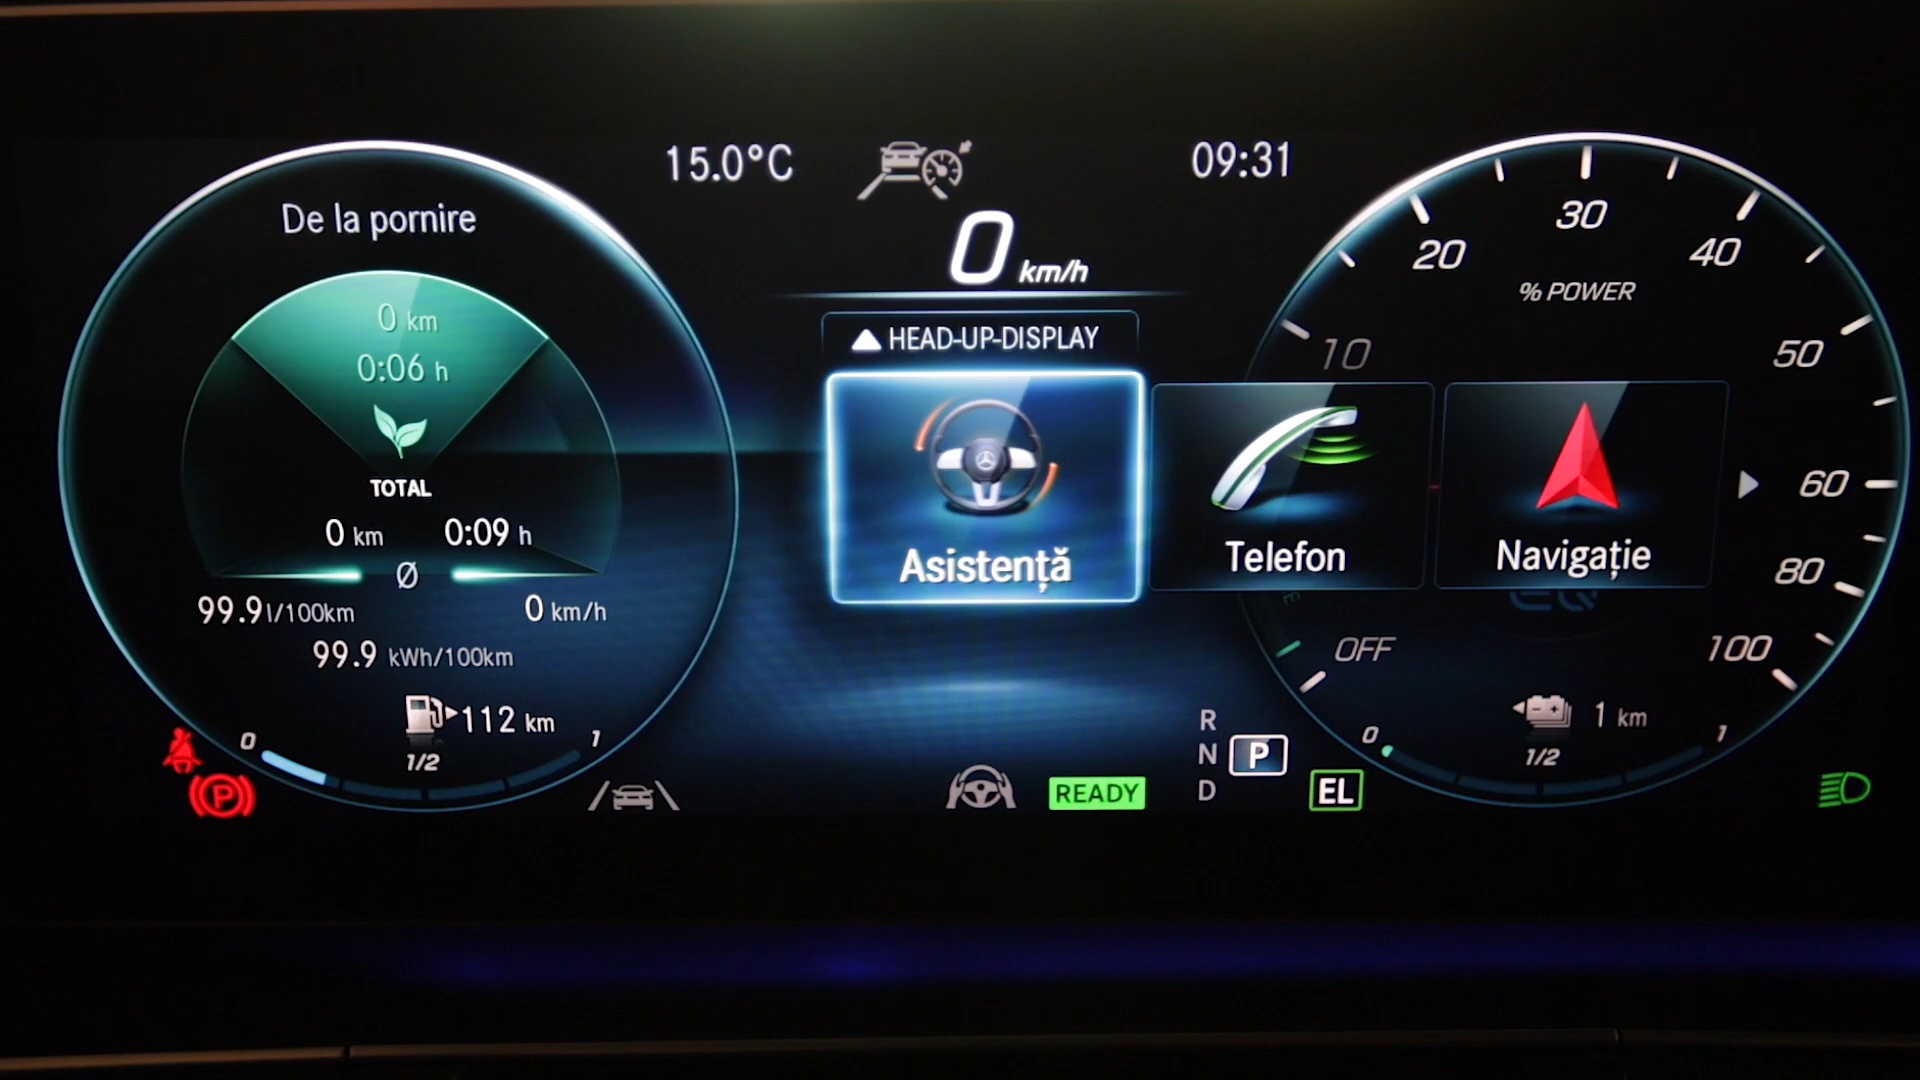 15.0°C
09:31
0 km/h
De la pornire
0 km
0:06 h
TOTAL
0 km 0:09 h
Ø
99.9 l/100km 0 km/h
99.9 kWh/100km
112 km
0 1/2 1
HEAD-UP-DISPLAY
Asistență
Telefon
Navigație
READY
R
N P
D
EL
% POWER
OFF 10 20 30 40 50 60 80 100
EQ
1 km
0 1/2 1
P